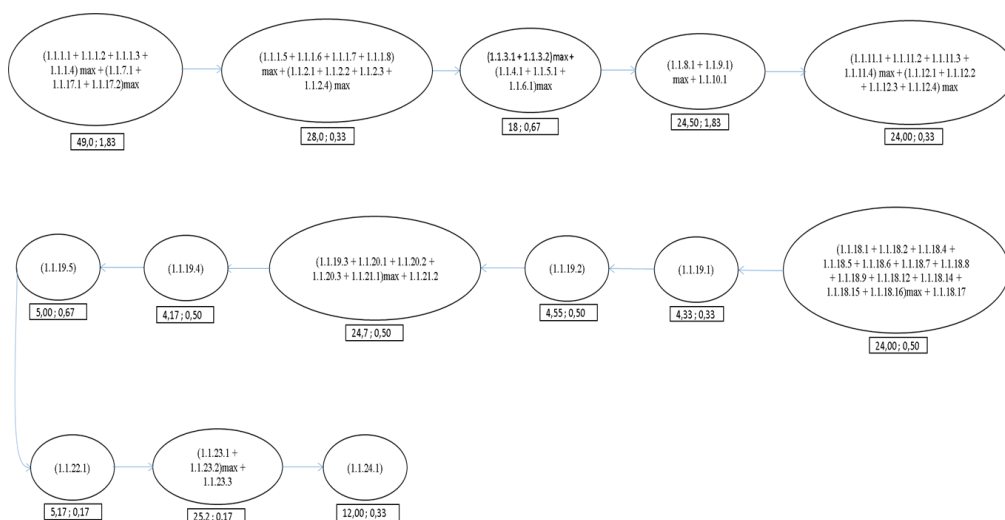 (1.1.1.1 + 1.1.1.2 + 1.1.1.3 +
1.1.1.4) max + (1.1.7.1 +
1.1.17.1 + 1.1.17.2)max
49,0 ; 1,83
(1.1.1.5 + 1.1.1.6 + 1.1.1.7 + 1.1.1.8)
max + (1.1.2.1 + 1.1.2.2 + 1.1.2.3 +
1.1.2.4) max
28,0 ; 0,33
(1.1.3.1 + 1.1.3.2)max +
(1.1.4.1 + 1.1.5.1 +
1.1.6.1)max
18 ; 0,67
(1.1.8.1 + 1.1.9.1)
max + 1.1.10.1
24,50 ; 1,83
(1.1.11.1 + 1.1.11.2 + 1.1.11.3 +
1.1.11.4) max + (1.1.12.1 + 1.1.12.2
+ 1.1.12.3 + 1.1.12.4) max
24,00 ; 0,33
(1.1.19.5)
5,00 ; 0,67
(1.1.19.4)
4,17 ; 0,50
(1.1.19.3 + 1.1.20.1 + 1.1.20.2 +
1.1.20.3 + 1.1.21.1)max + 1.1.21.2
24,7 ; 0,50
(1.1.19.2)
4,55 ; 0,50
(1.1.19.1)
4,33 ; 0,33
(1.1.18.1 + 1.1.18.2 + 1.1.18.4 +
1.1.18.5 + 1.1.18.6 + 1.1.18.7 + 1.1.18.8
+ 1.1.18.9 + 1.1.18.12 + 1.1.18.14 +
1.1.18.15 + 1.1.18.16)max + 1.1.18.17
24,00 ; 0,50
(1.1.22.1)
5,17 ; 0,17
(1.1.23.1 +
1.1.23.2)max +
1.1.23.3
25,2 ; 0,17
(1.1.24.1)
12,00 ; 0,33